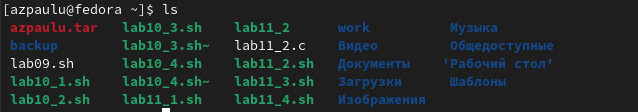 [azpaulu@fedora ~]$ ls
azpaulu.tar lab10_3.sh lab11_2 work Музыка
backup lab10_3.sh~ lab11_2.c Видео Общедоступные
lab09.sh lab10_4.sh lab11_2.sh Документы 'Рабочий стол'
lab10_1.sh lab10_4.sh~ lab11_3.sh Загрузки Шаблоны
lab10_2.sh lab11_1.sh lab11_4.sh Изображения